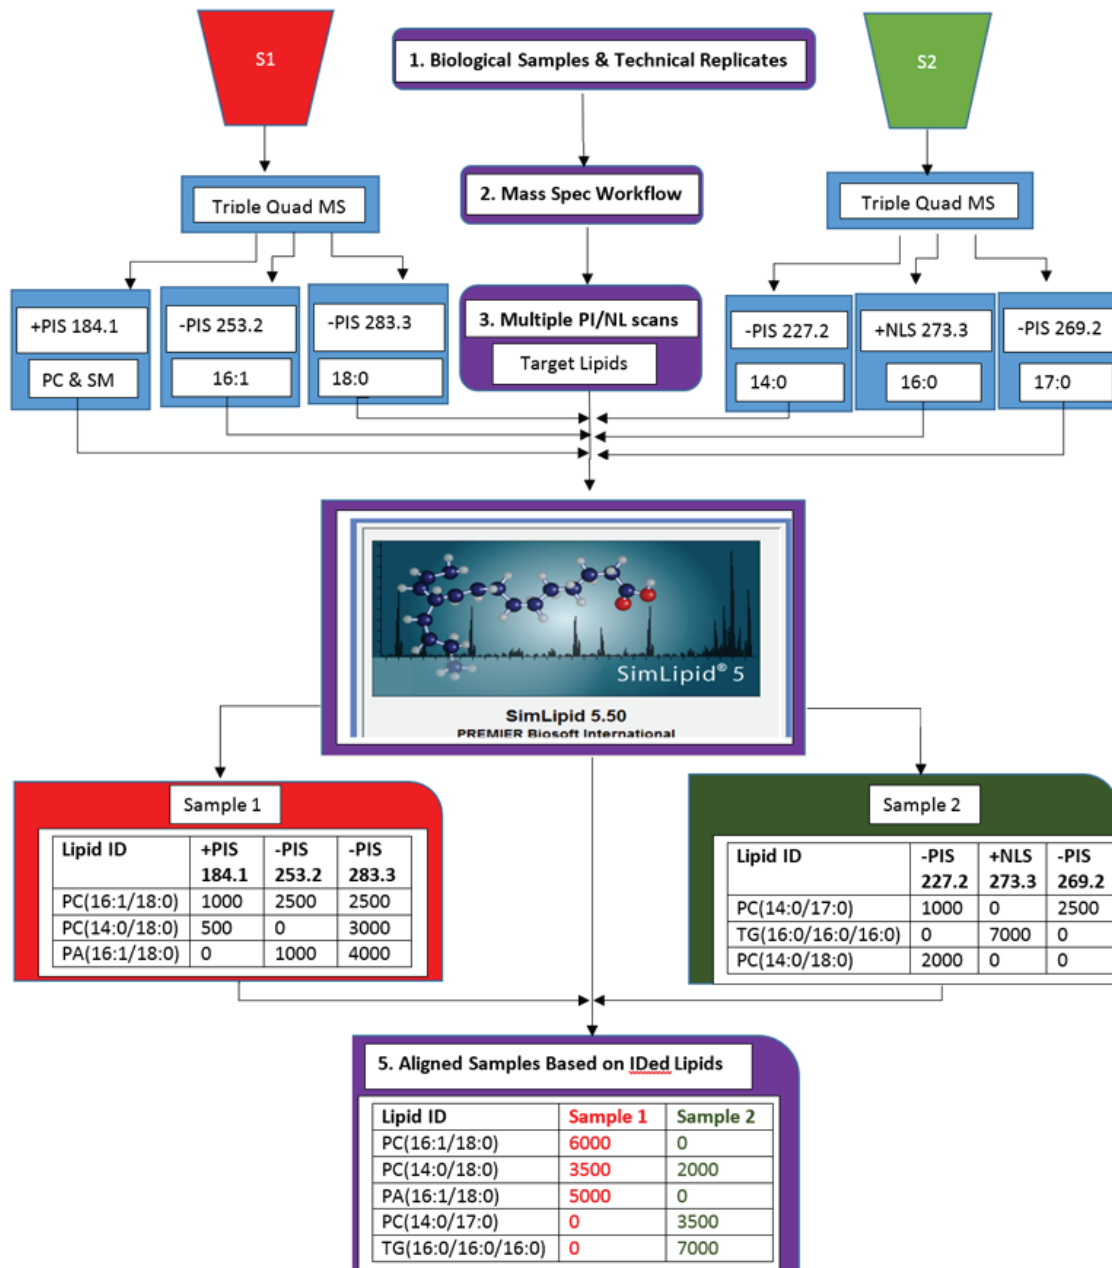 S1
1. Biological Samples & Technical Replicates
S2
Triple Quad MS
2. Mass Spec Workflow
Triple Quad MS
+PIS 184.1
PC & SM
-PIS 253.2
16:1
-PIS 283.3
18:0
3. Multiple PI/NL scans
Target Lipids
-PIS 227.2
14:0
+NLS 273.3
16:0
-PIS 269.2
17:0
SimLipid® 5
SimLipid 5.50
PREMIER Biosoft International
Sample 1
Lipid ID +PIS 184.1 -PIS 253.2 -PIS 283.3
PC(16:1/18:0) 1000 2500 2500
PC(14:0/18:0) 500 0 3000
PA(16:1/18:0) 0 1000 4000
Sample 2
Lipid ID -PIS 227.2 +NLS 273.3 -PIS 269.2
PC(14:0/17:0) 1000 0 2500
TG(16:0/16:0/16:0) 0 7000 0
PC(14:0/18:0) 2000 0 0
5. Aligned Samples Based on IDed Lipids
Lipid ID Sample 1 Sample 2
PC(16:1/18:0) 6000 0
PC(14:0/18:0) 3500 2000
PA(16:1/18:0) 5000 0
PC(14:0/17:0) 0 3500
TG(16:0/16:0/16:0) 0 7000